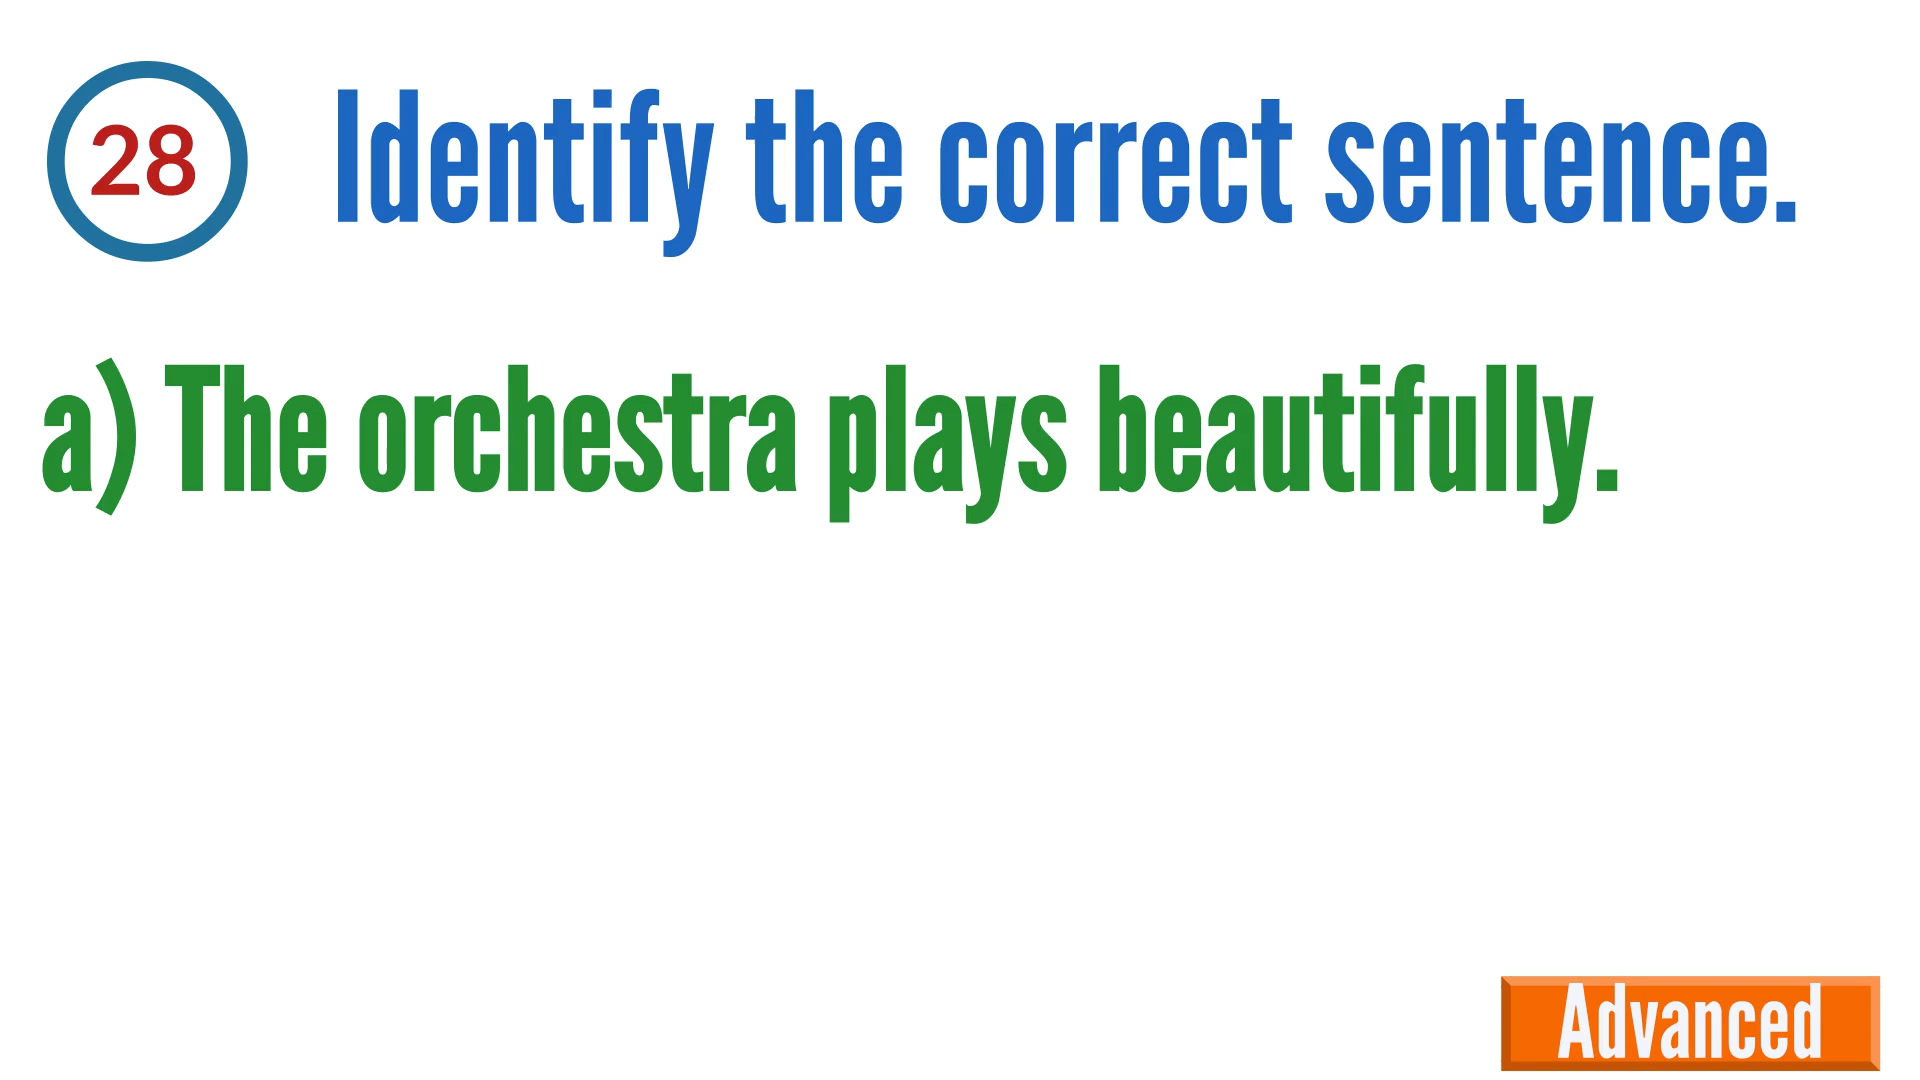 28 Identify the correct sentence.
a) The orchestra plays beautifully.
Advanced